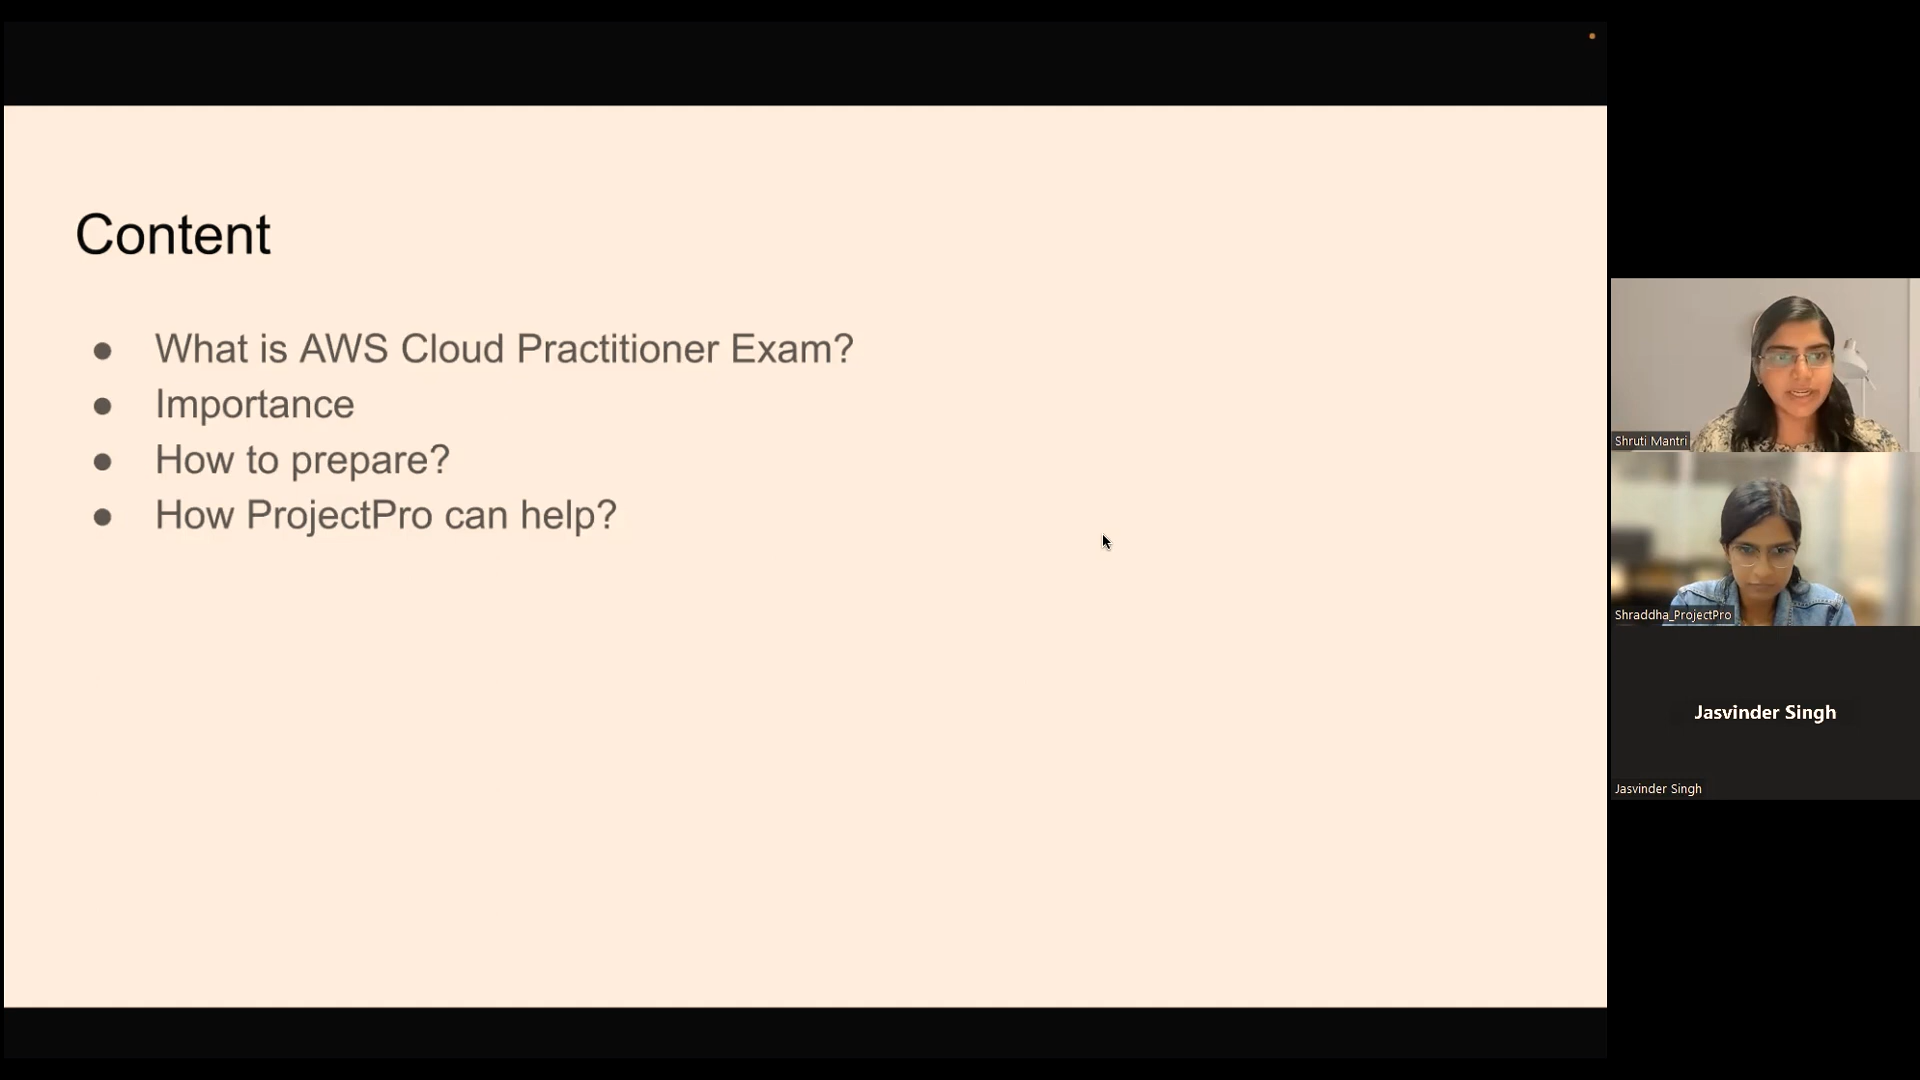 Content
● What is AWS Cloud Practitioner Exam?
● Importance
● How to prepare?
● How ProjectPro can help?
Shruti Mantri
Shraddha_ProjectPro
Jasvinder Singh
Jasvinder Singh